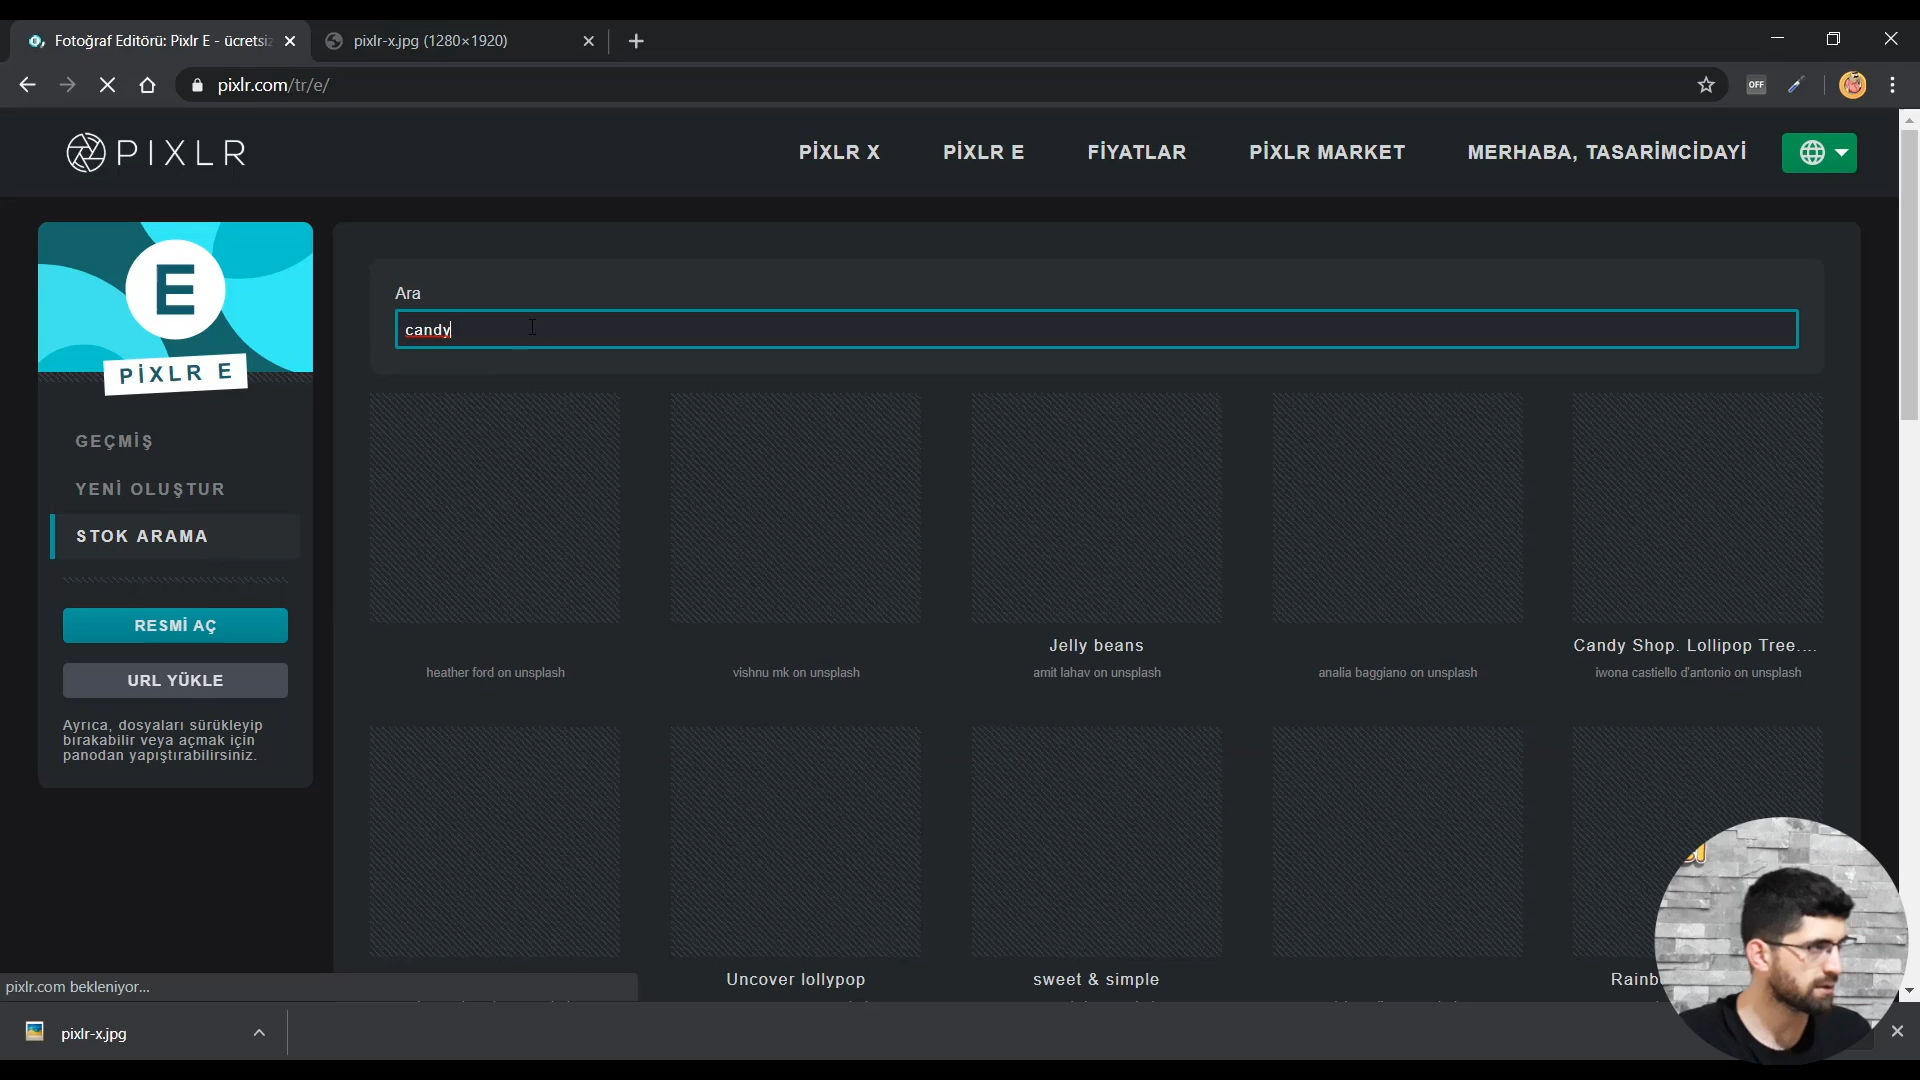 Fotoğraf Editörü: Pixlr E - ücretsiz
pixlr-x.jpg (1280×1920)
pixlr.com/tr/e/
OFF
PIXLR
PİXLR X
PİXLR E
FİYATLAR
PİXLR MARKET
MERHABA, TASARİMCİDAYİ
E
PİXLR E
GEÇMİŞ
YENİ OLUŞTUR
STOK ARAMA
RESMİ AÇ
URL YÜKLE
Ayrıca, dosyaları sürükleyip
bırakabilir veya açmak için
panodan yapıştırabilirsiniz.
Ara
candy
heather ford on unsplash
vishnu mk on unsplash
Jelly beans
amit lahav on unsplash
analia baggiano on unsplash
Candy Shop. Lollipop Tree....
iwona castiello d'antonio on unsplash
Uncover lollypop
sweet & simple
pixlr.com bekleniyor...
pixlr-x.jpg